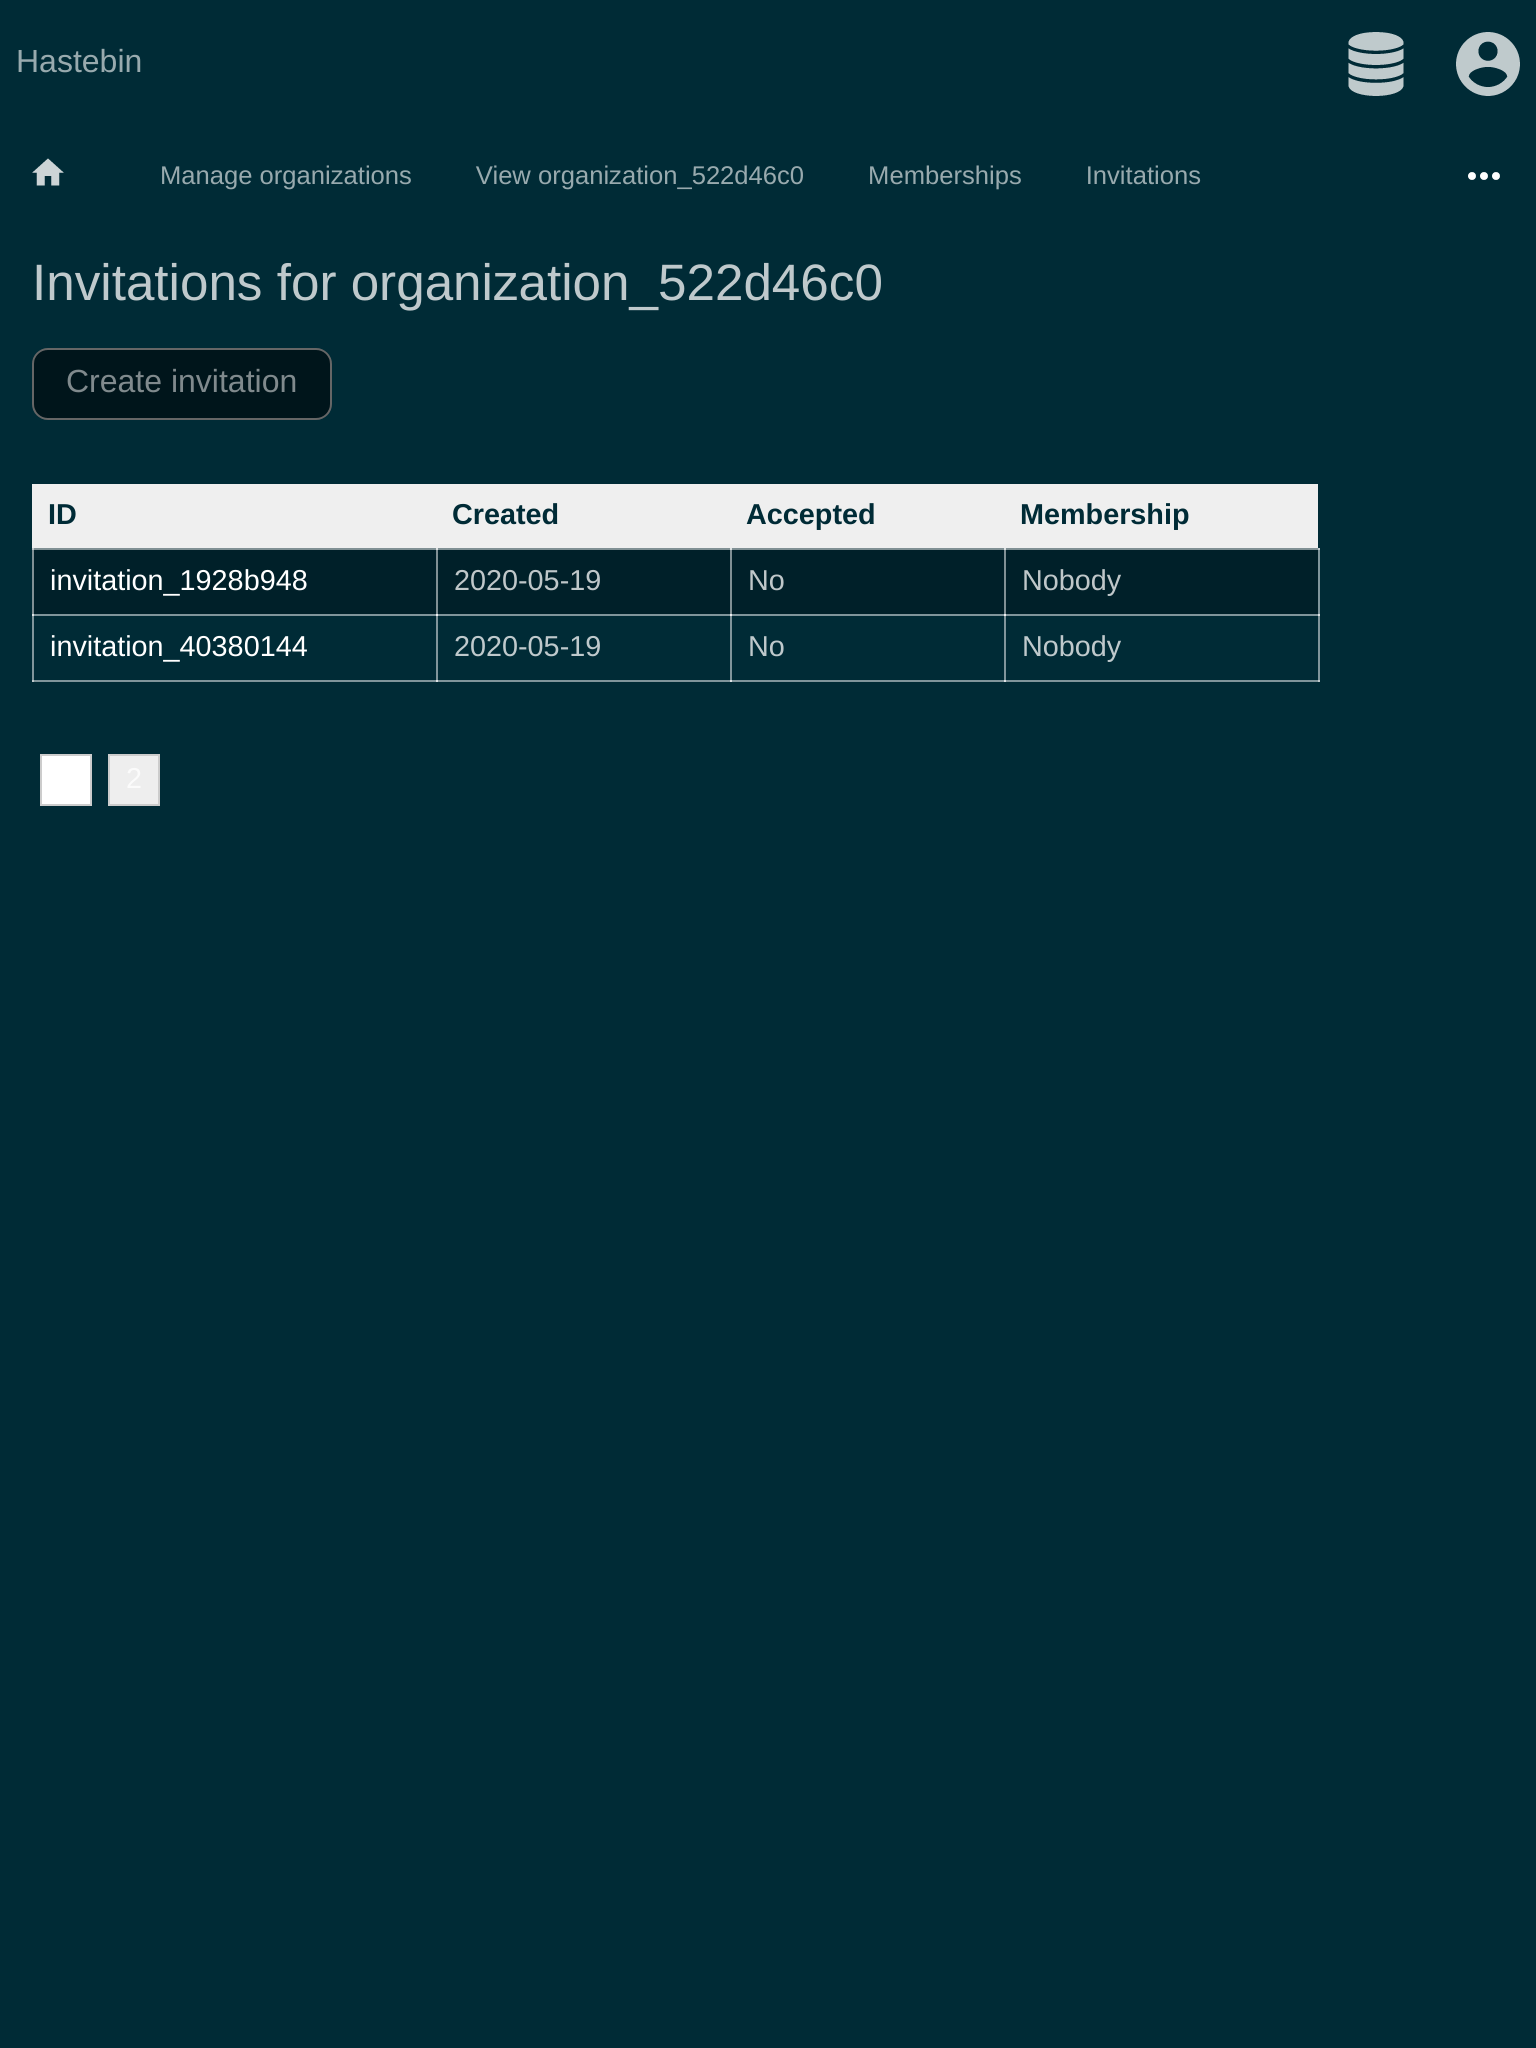 Hastebin
Manage organizations View organization_522d46c0 Memberships Invitations
Invitations for organization_522d46c0
Create invitation
ID Created Accepted Membership
invitation_1928b948 2020-05-19 No Nobody
invitation_40380144 2020-05-19 No Nobody
2